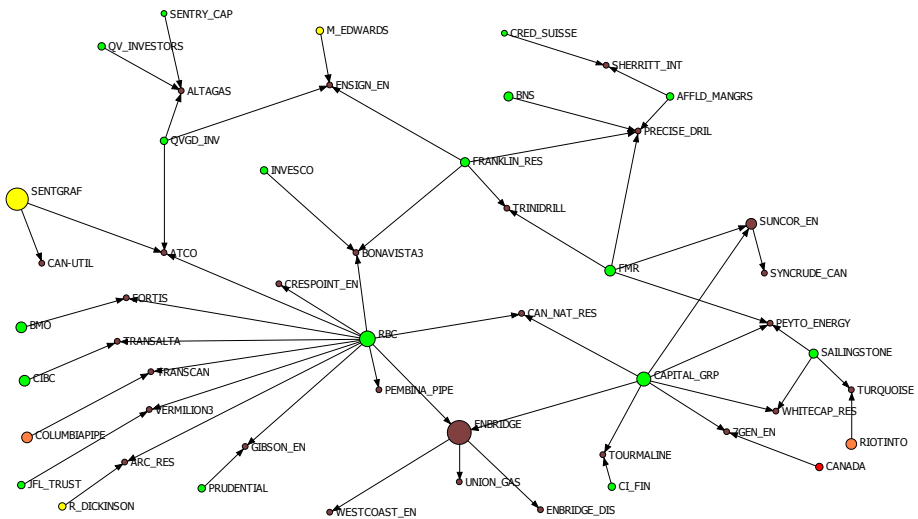 SENTRY_CAP
M_EDWARDS
CRED_SUISSE
QV_INVESTORS
SHERRITT_INT
ENSIGN_EN
ALTAGAS
BNS
AFFLD_MANGRS
PRECISE_DRIL
QVGD_INV
FRANKLIN_RES
INVESCO
SENTGRAF
TRINIDRILL
SUNCOR_EN
ATCO
BONAVISTA3
CAN-UTIL
FMR
SYNCRUDE_CAN
CRESPOINT_EN
FORTIS
CAN_NAT_RES
BMO
PEYTO_ENERGY
RBC
TRANSALTA
SAILINGSTONE
TRANSCAN
CAPITAL_GRP
CIBC
PEMBINA_PIPE
TURQUOISE
VERMILION3
WHITECAP_RES
ENBRIDGE
7GEN_EN
COLUMBIAPIPE
RIOTINTO
GIBSON_EN
TOURMALINE
ARC_RES
CANADA
UNION_GAS
JFL_TRUST
PRUDENTIAL
CI_FIN
R_DICKINSON
WESTCOAST_EN
ENBRIDGE_DIS